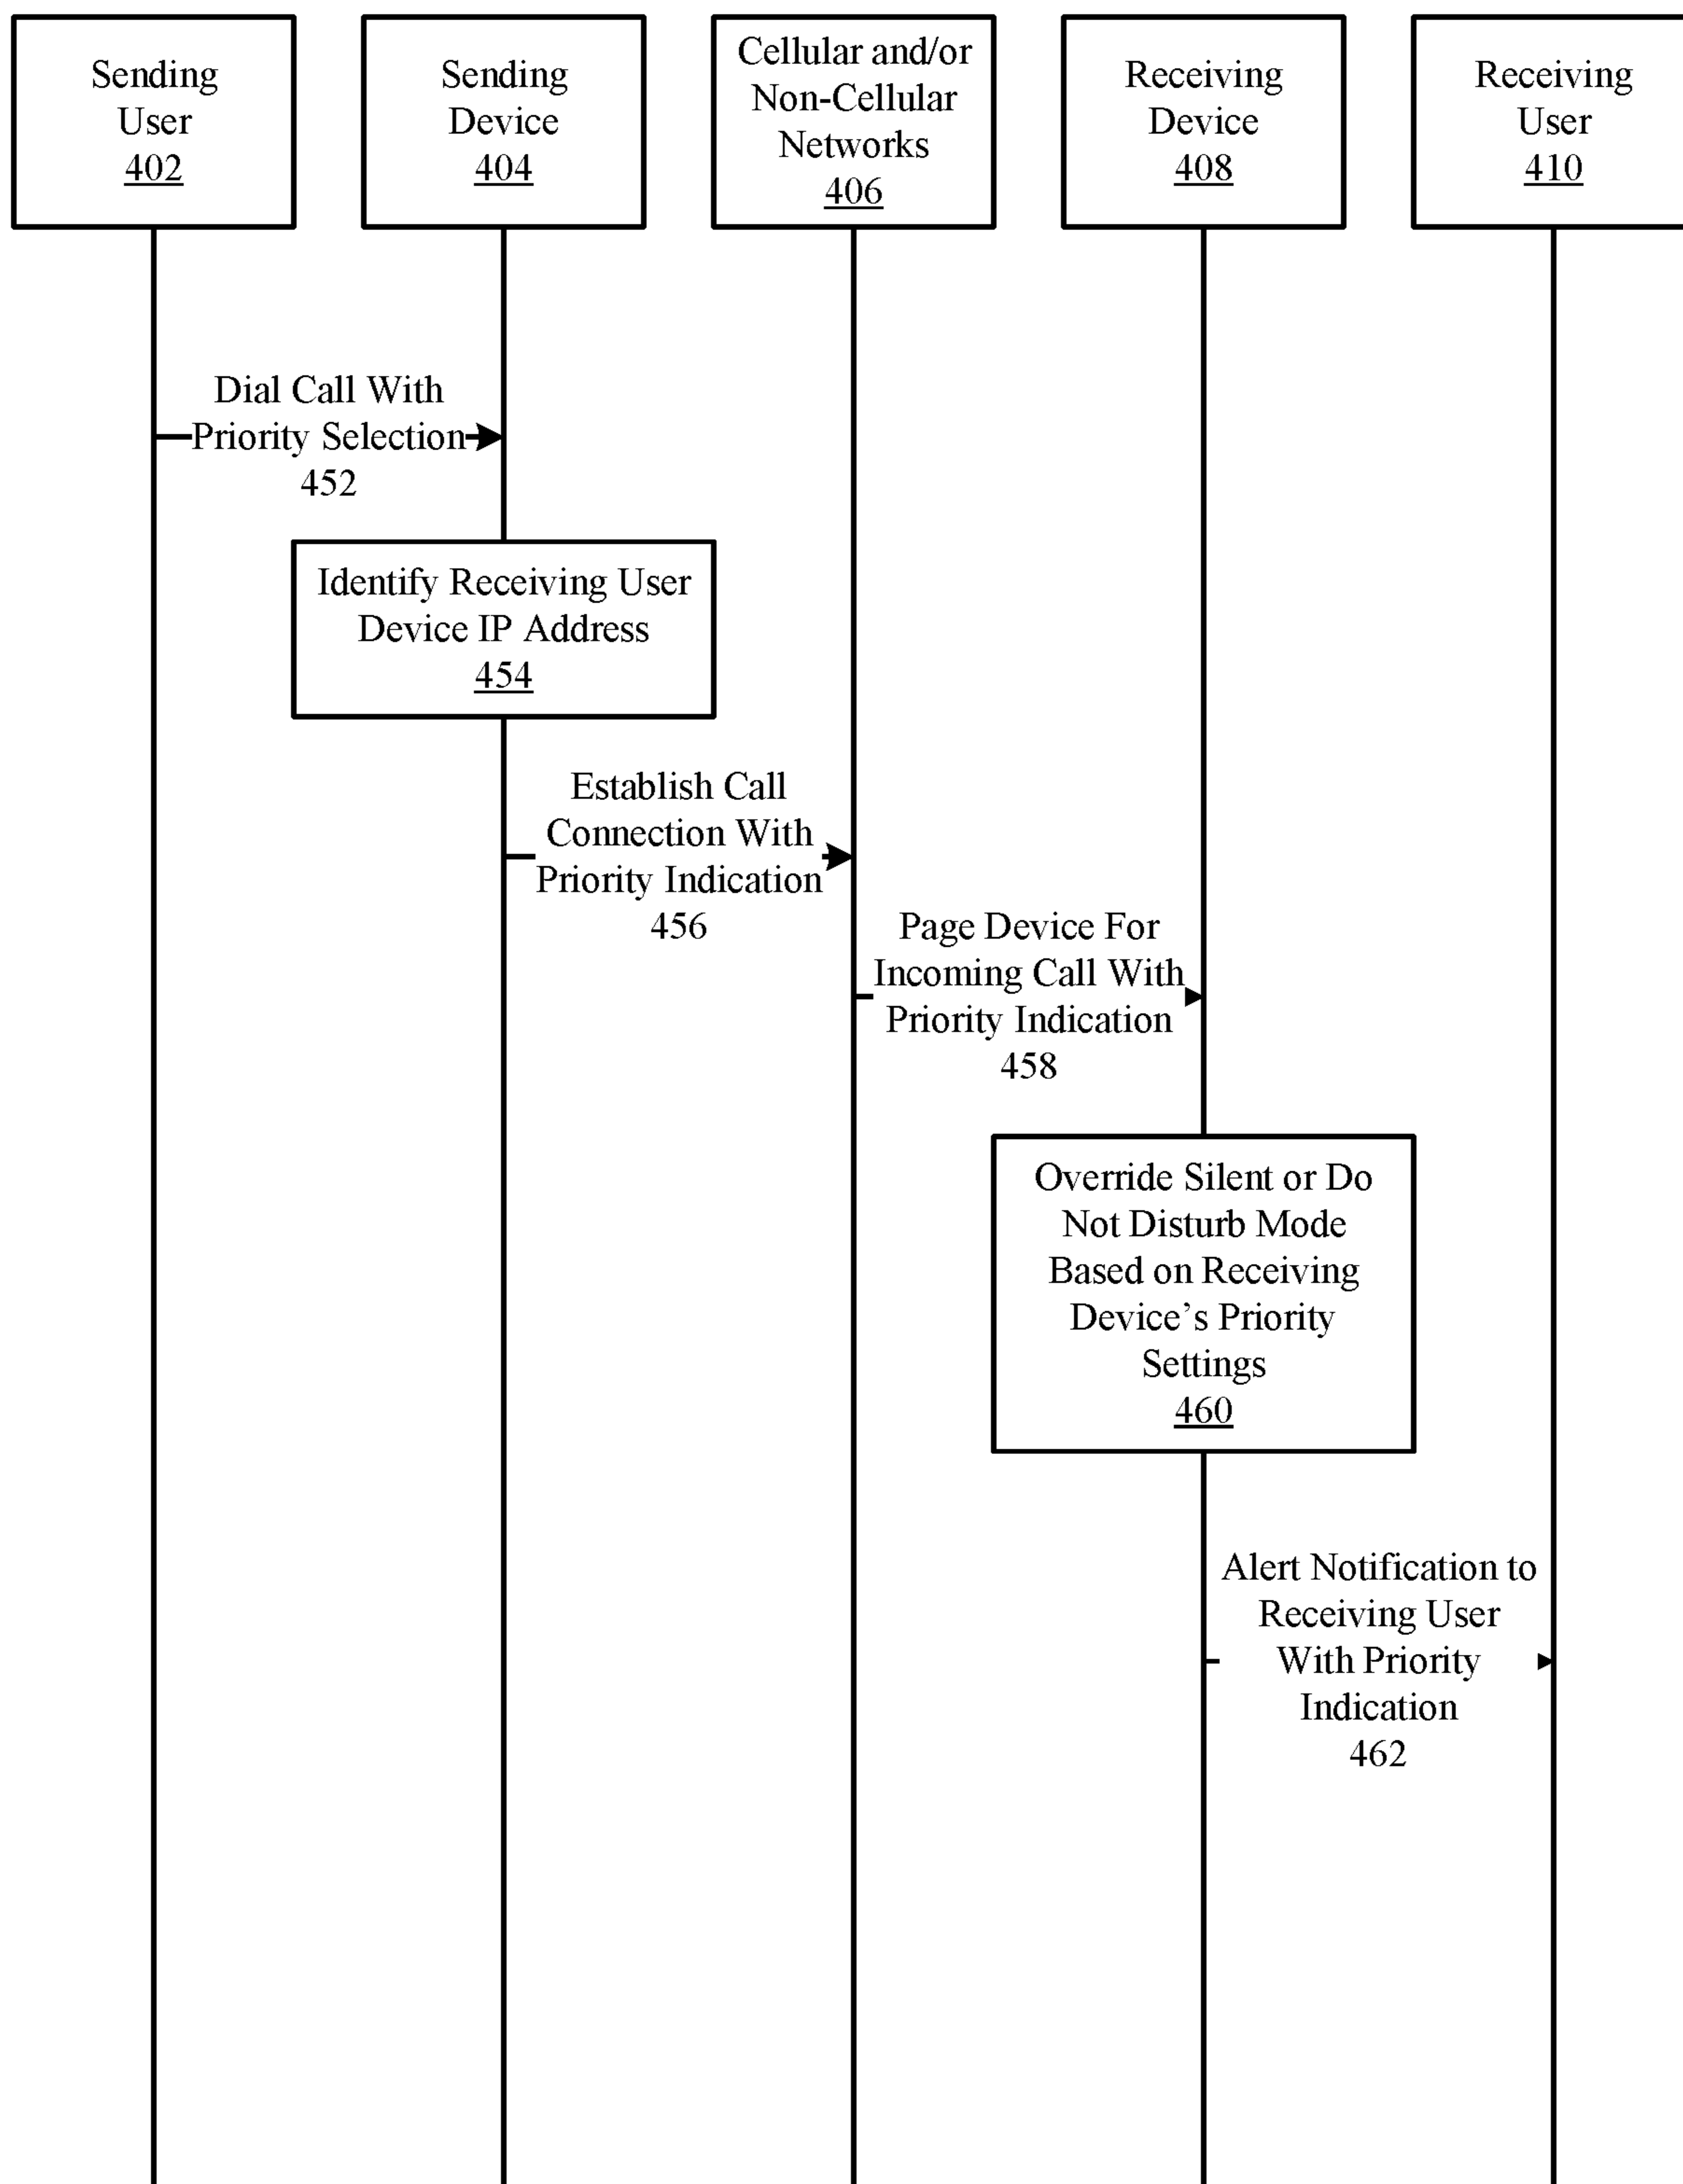 Sending
User
402
Sending
Device
404
Cellular and/or
Non-Cellular
Networks
406
Receiving
Device
408
Receiving
User
410
Dial Call With
Priority Selection
452
Identify Receiving User
Device IP Address
454
Establish Call
Connection With
Priority Indication
456
Page Device For
Incoming Call With
Priority Indication
458
Override Silent or Do
Not Disturb Mode
Based on Receiving
Device’s Priority
Settings
460
Alert Notification to
Receiving User
With Priority
Indication
462